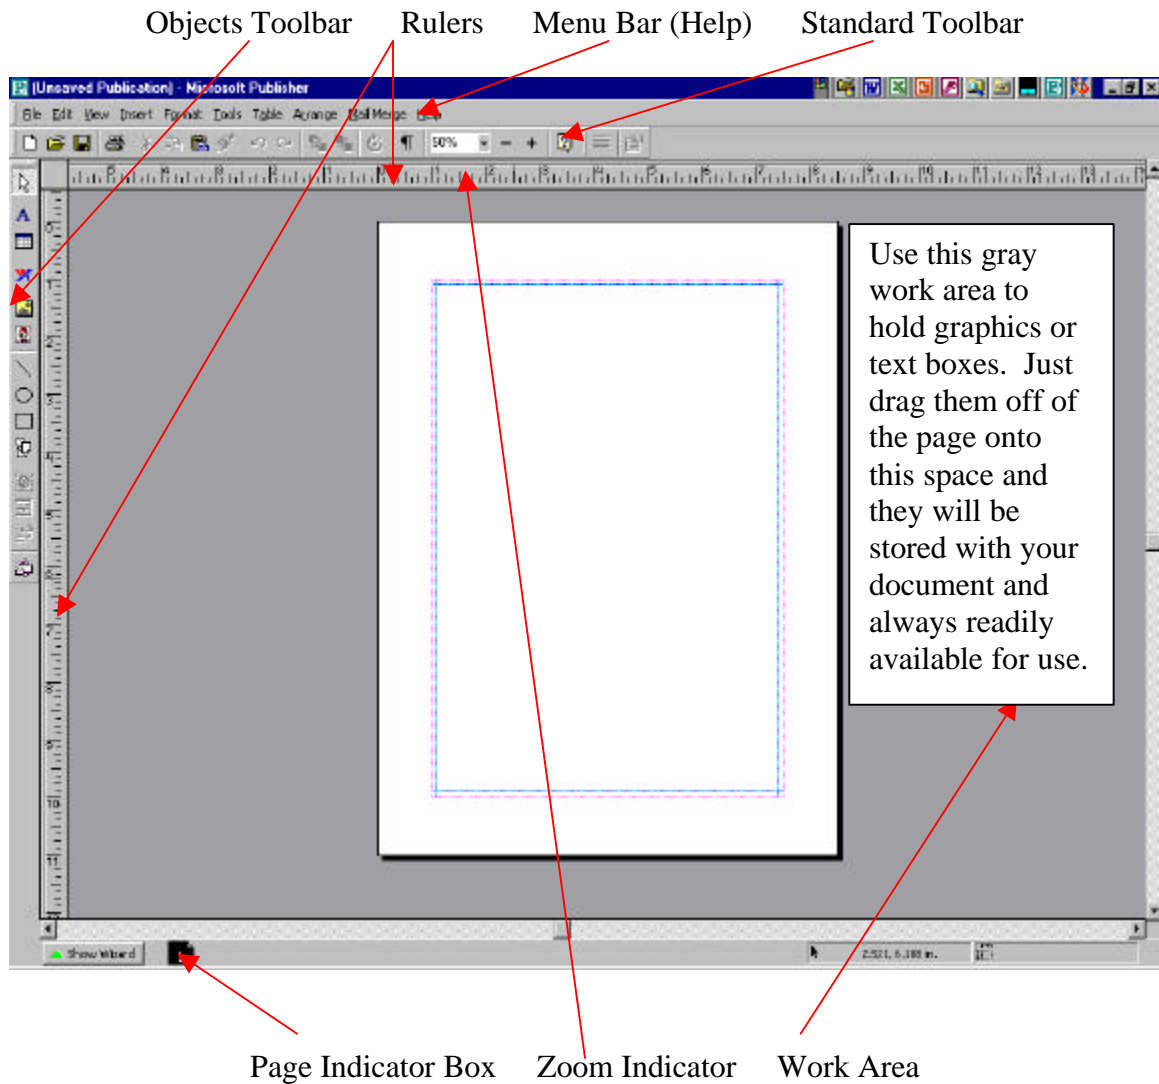 Objects Toolbar Rulers Menu Bar (Help) Standard Toolbar
(Unsaved Publication) - Microsoft Publisher
File Edit View Insert Format Tools Table Arrange Mail Merge Help
50%
Use this gray
work area to
hold graphics or
text boxes. Just
drag them off of
the page onto
this space and
they will be
stored with your
document and
always readily
available for use.
Show Wizard
Page Indicator Box Zoom Indicator Work Area